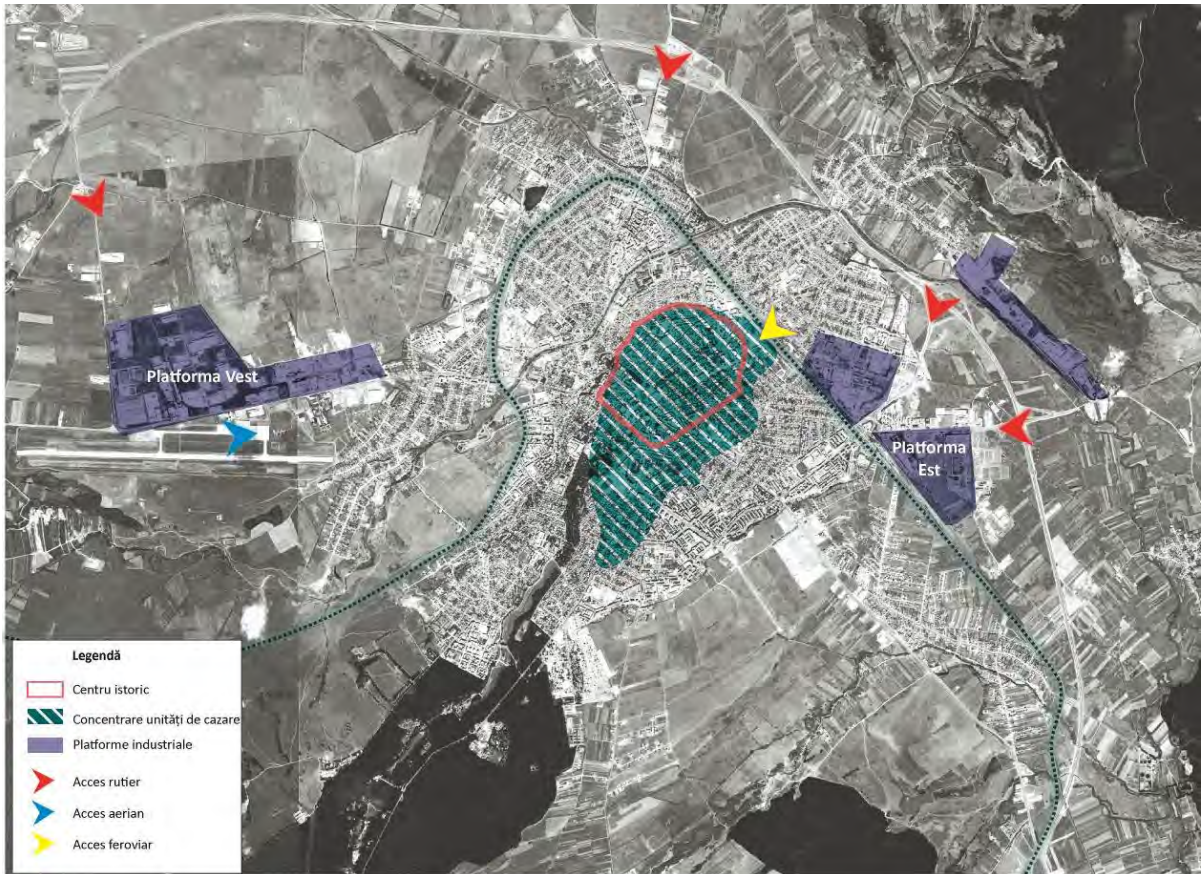 Platforma Vest
Platforma
Est
Legendă
Centru istoric
Concentrare unități de cazare
Platforme industriale
Acces rutier
Acces aerian
Acces feroviar